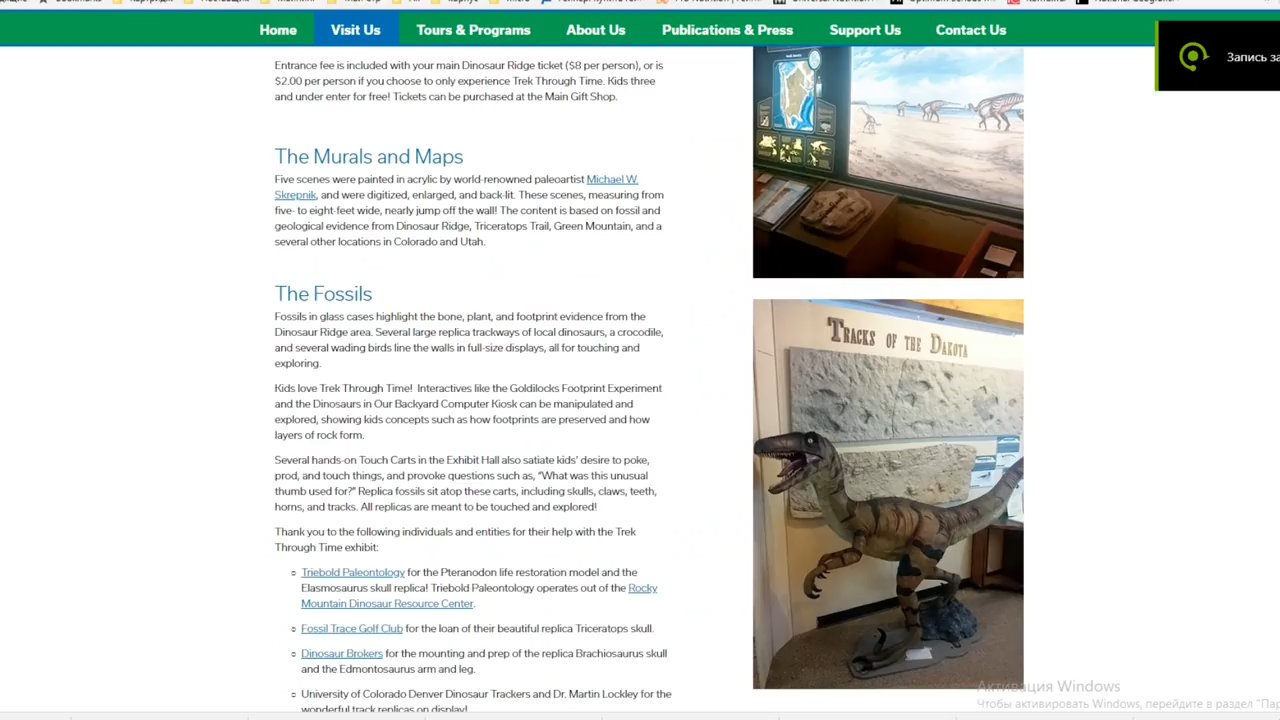 Home Visit Us Tours & Programs About Us Publications & Press Support Us Contact Us
Запись за
Entrance fee is included with your main Dinosaur Ridge ticket ($8 per person), or is
$2.00 per person if you choose to only experience Trek Through Time. Kids three
and under enter for free! Tickets can be purchased at the Main Gift Shop.
The Murals and Maps
Five scenes were painted in acrylic by world-renowned paleoartist Michael W.
Skrepnik, and were digitized, enlarged, and back-lit. These scenes, measuring from
five- to eight-feet wide, nearly jump off the wall! The content is based on fossil and
geological evidence from Dinosaur Ridge, Triceratops Trail, Green Mountain, and a
several other locations in Colorado and Utah.
The Fossils
Fossils in glass cases highlight the bone, plant, and footprint evidence from the
Dinosaur Ridge area. Several large replica trackways of local dinosaurs, a crocodile,
and several wading birds line the walls in full-size displays, all for touching and
exploring.
Kids love Trek Through Time! Interactives like the Goldilocks Footprint Experiment
and the Dinosaurs in Our Backyard Computer Kiosk can be manipulated and
explored, showing kids concepts such as how footprints are preserved and how
layers of rock form.
Several hands-on Touch Carts in the Exhibit Hall also satiate kids' desire to poke,
prod, and touch things, and provoke questions such as, “What was this unusual
thumb used for?” Replica fossils sit atop these carts, including skulls, claws, teeth,
horns, and tracks. All replicas are meant to be touched and explored!
Thank you to the following individuals and entities for their help with the Trek
Through Time exhibit:
Triebold Paleontology for the Pteranodon life restoration model and the
Elasmosaurus skull replica! Triebold Paleontology operates out of the Rocky
Mountain Dinosaur Resource Center.
Fossil Trace Golf Club for the loan of their beautiful replica Triceratops skull.
Dinosaur Brokers for the mounting and prep of the replica Brachiosaurus skull
and the Edmontosaurus arm and leg.
University of Colorado Denver Dinosaur Trackers and Dr. Martin Lockley for the
wonderful track replicas on display!
TRACKS OF THE DAKOTA
Активация Windows
Чтобы активировать Windows, перейдите в раздел "Пар